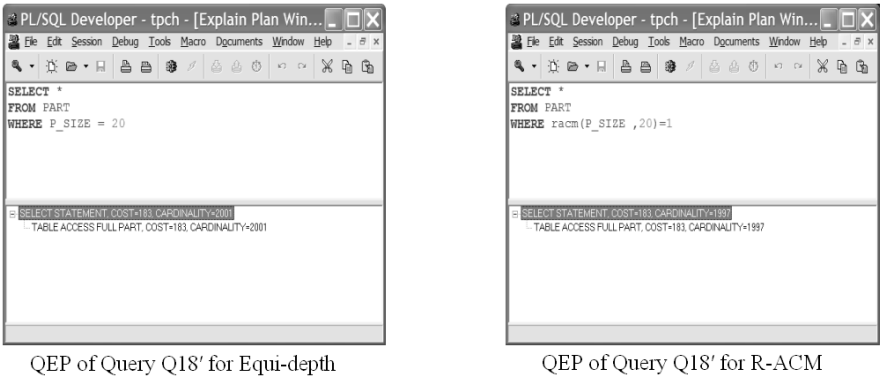 PL/SQL Developer - tpch - [Explain Plan Win...
File Edit Session Debug Tools Macro Documents Window Help
SELECT *
FROM PART
WHERE P_SIZE = 20
SELECT STATEMENT, COST=183, CARDINALITY=2001
TABLE ACCESS FULL PART, COST=183, CARDINALITY=2001
QEP of Query Q18′ for Equi-depth
PL/SQL Developer - tpch - [Explain Plan Win...
File Edit Session Debug Tools Macro Documents Window Help
SELECT *
FROM PART
WHERE racm(P_SIZE ,20)=1
SELECT STATEMENT, COST=183, CARDINALITY=1997
TABLE ACCESS FULL PART, COST=183, CARDINALITY=1997
QEP of Query Q18′ for R-ACM